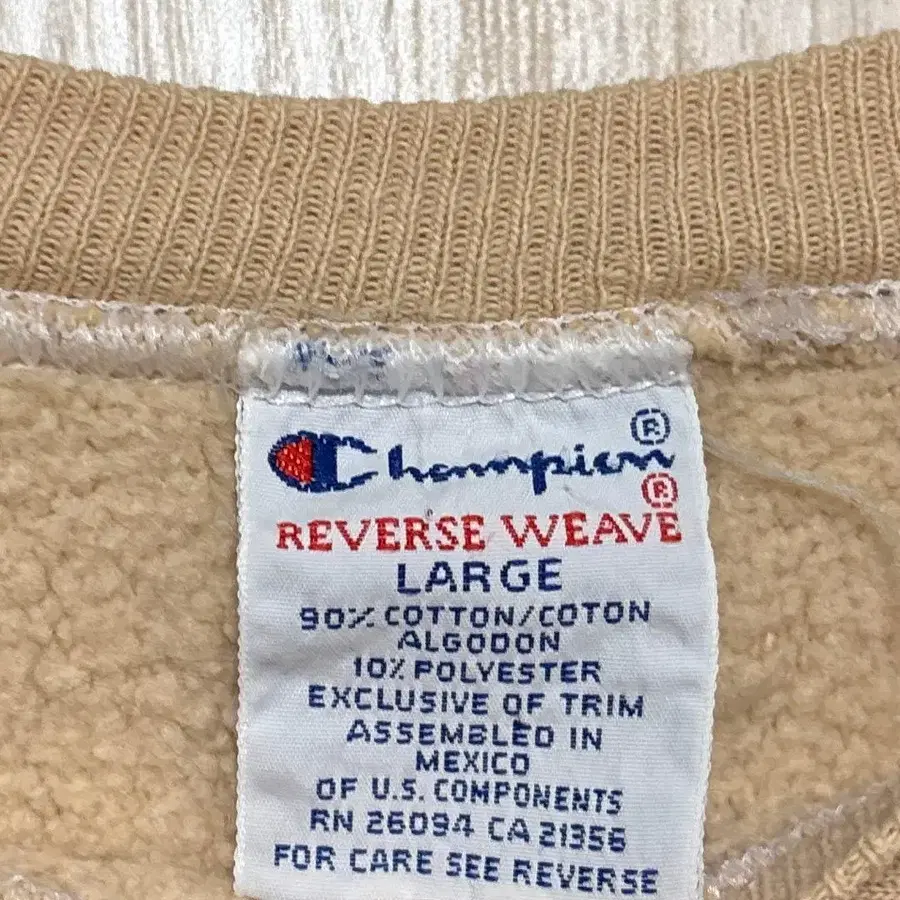 Champion ®
REVERSE WEAVE ®
LARGE
90% COTTON/COTON
ALGODON
10% POLYESTER
EXCLUSIVE OF TRIM
ASSEMBLED IN
MEXICO
OF U.S. COMPONENTS
RN 26094 CA 21356
FOR CARE SEE REVERSE